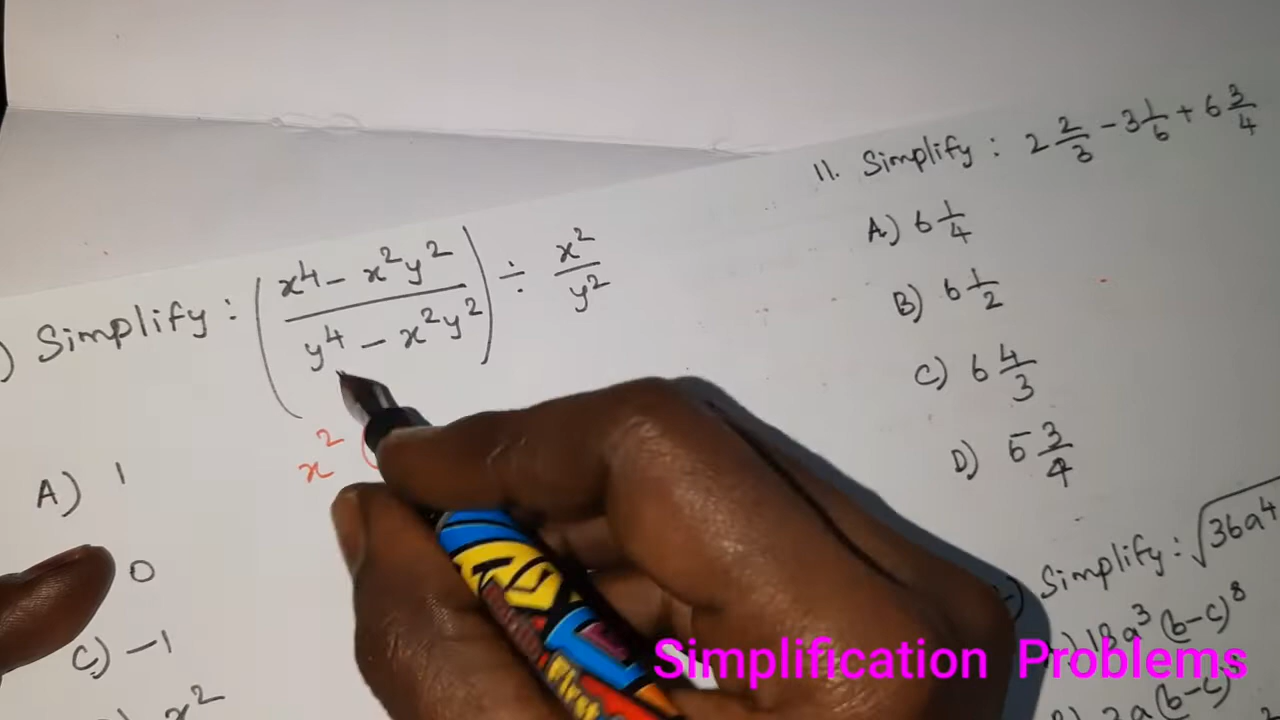 ) Simplify : ( x⁴ - x²y² / y⁴ - x²y² ) ÷ x² / y²
x² (
A) 1
0
C) -1
x²
11. Simplify : 2 2/3 - 3 1/6 + 6 3/4
A) 6 1/4
B) 6 1/2
C) 6 4/3
D) 5 3/4
) Simplify : √36a⁴
) 18a³ (b-c)⁸
a(b-c)
Simplification Problems